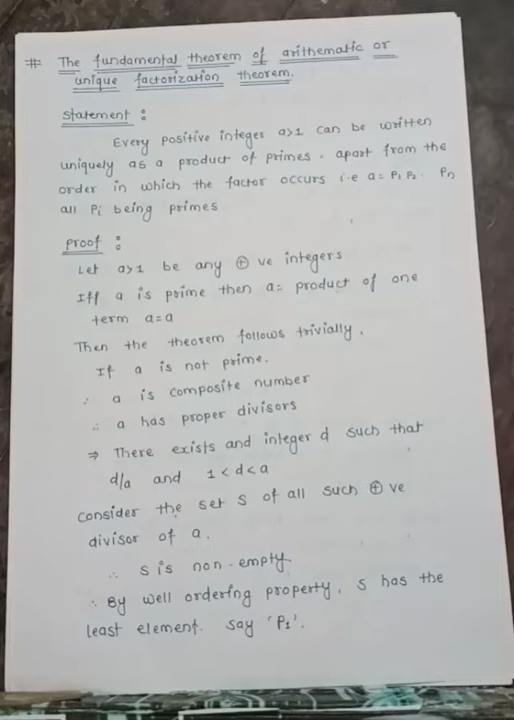 # The fundamental theorem of arithematic or
unique factorization theorem.
Statement :
Every positive integer a>1 can be written
uniquely as a product of primes. apart from the
order in which the factor occurs i.e a = P₁ P₂. Pn
all Pi being primes
proof :
Let a>1 be any ⊕ ve integers
Iff a is prime then a = product of one
term a=a
Then the theorem follows trivially.
If a is not prime.
∴ a is composite number
∴ a has proper divisors
⇒ There exists and integer d such that
d/a and 1<d<a
consider the set S of all such ⊕ ve
divisor of a.
∴ S is non-empty
∴ By well ordering property, S has the
least element. say 'P₁'.